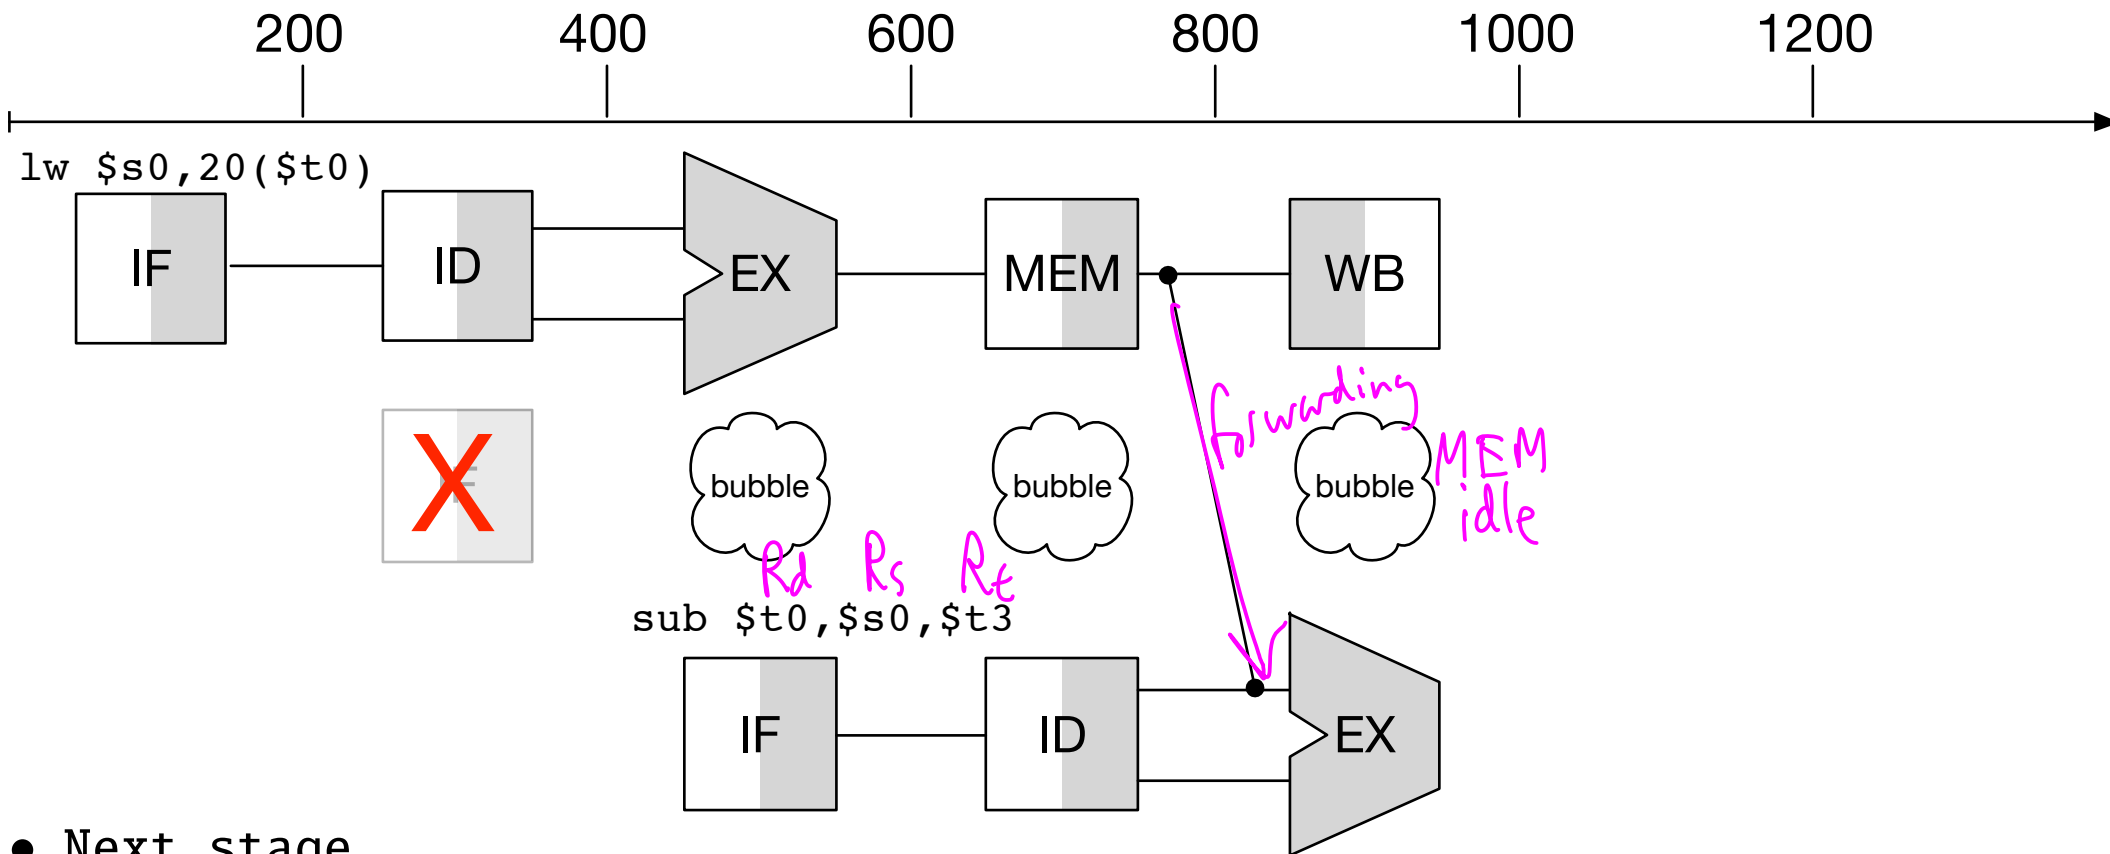 200 400 600 800 1000 1200
lw $s0,20($t0)
IF ID EX MEM WB
forwarding
X bubble bubble bubble MEM
idle
Rd Rs Rt
sub $t0,$s0,$t3
IF ID EX
• Next stage